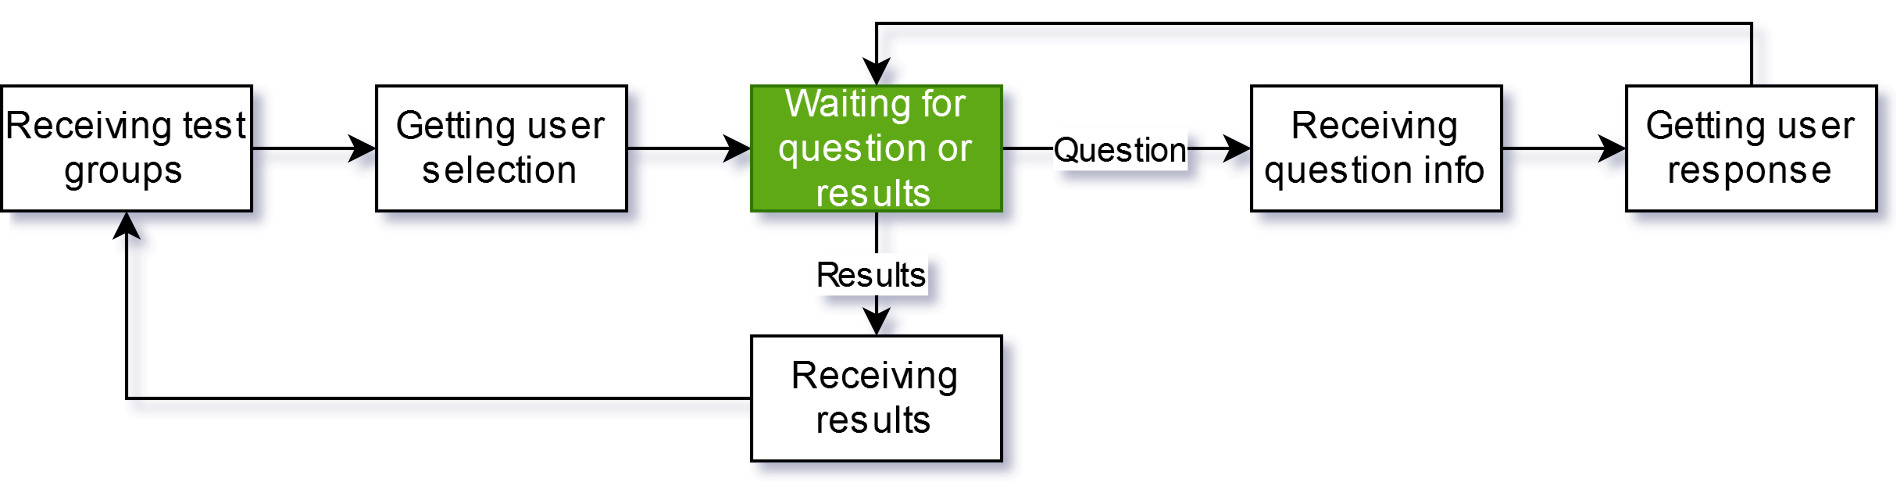 Receiving test
groups
Getting user
selection
Waiting for
question or
results
Question
Receiving
question info
Getting user
response
Results
Receiving
results